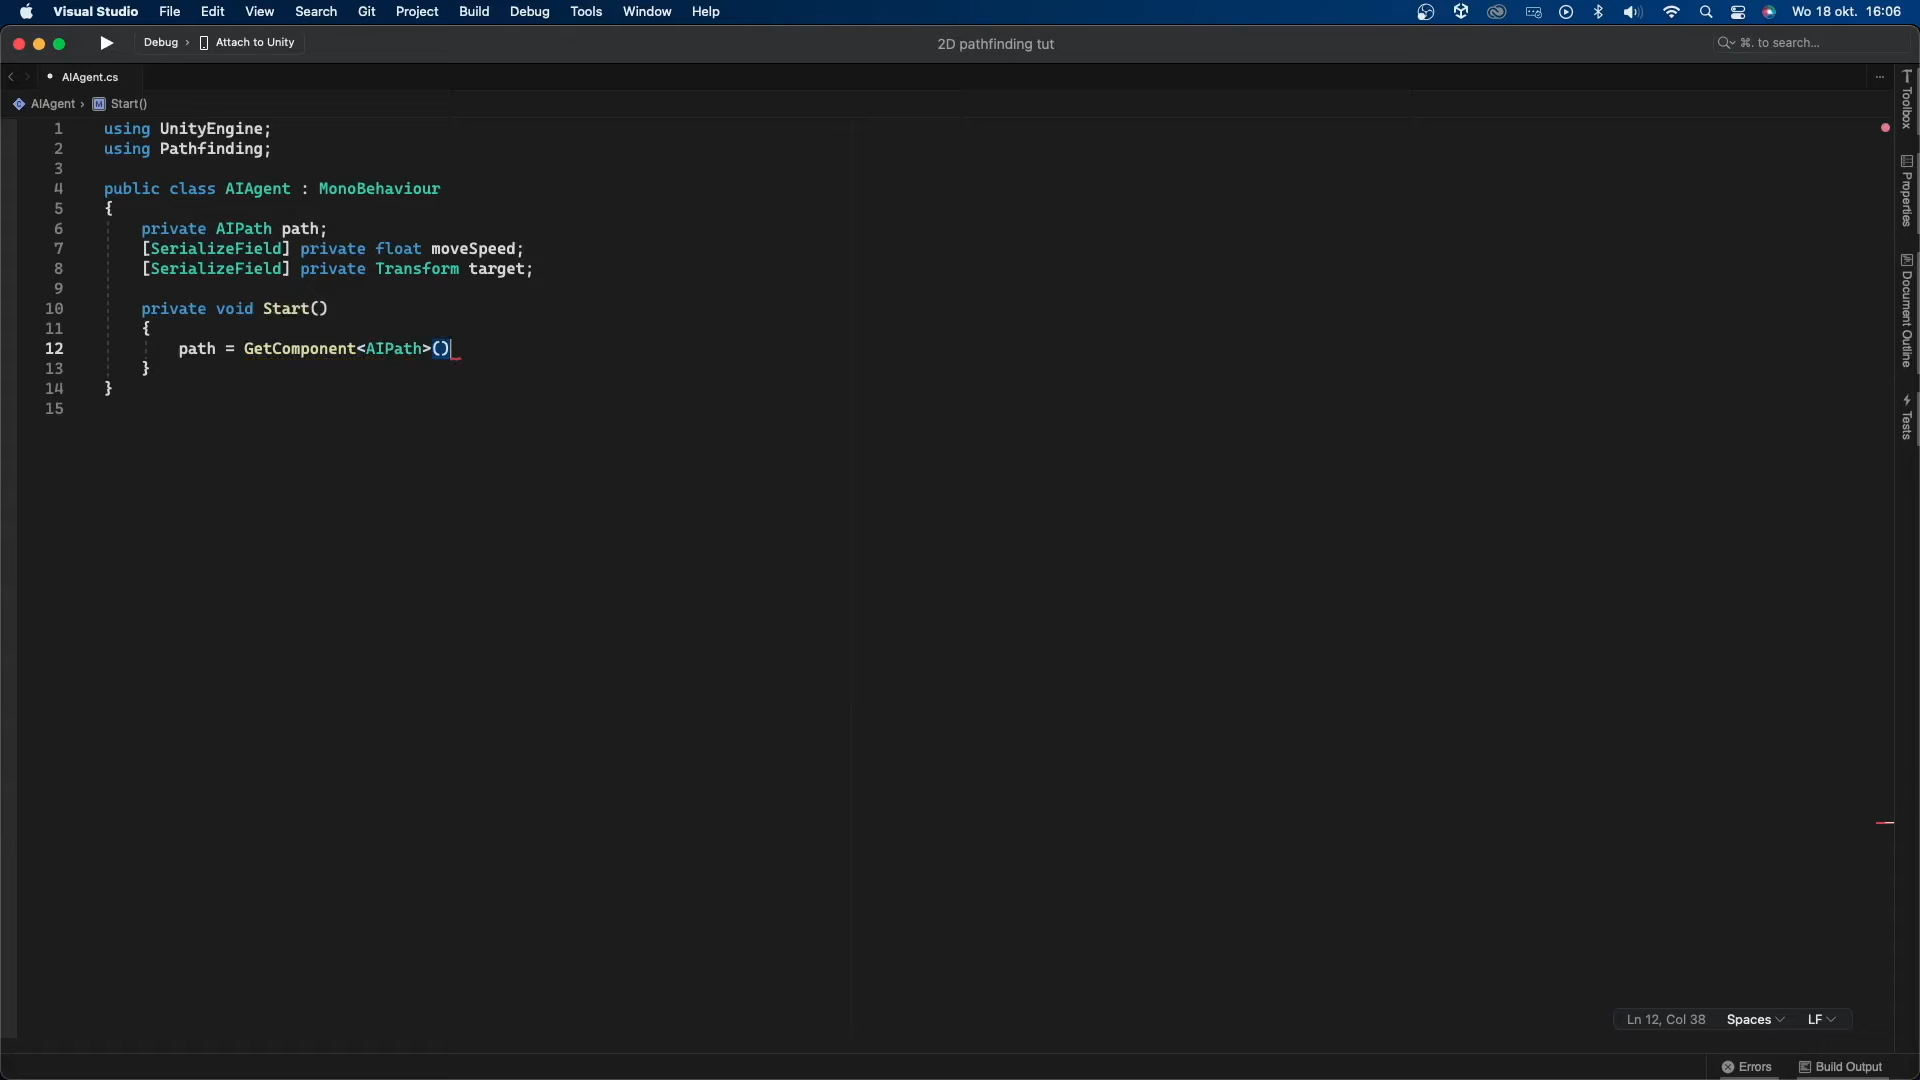 Visual Studio File Edit View Search Git Project Build Debug Tools Window Help Wo 18 okt. 16:06
Debug › Attach to Unity 2D pathfinding tut ⌘. to search...
AIAgent.cs ...
AIAgent › M Start()
1 using UnityEngine;
2 using Pathfinding;
3
4 public class AIAgent : MonoBehaviour
5 {
6 private AIPath path;
7 [SerializeField] private float moveSpeed;
8 [SerializeField] private Transform target;
9
10 private void Start()
11 {
12 path = GetComponent<AIPath>()
13 }
14 }
15
Toolbox
Properties
Document Outline
Tests
Ln 12, Col 38 Spaces LF
Errors Build Output